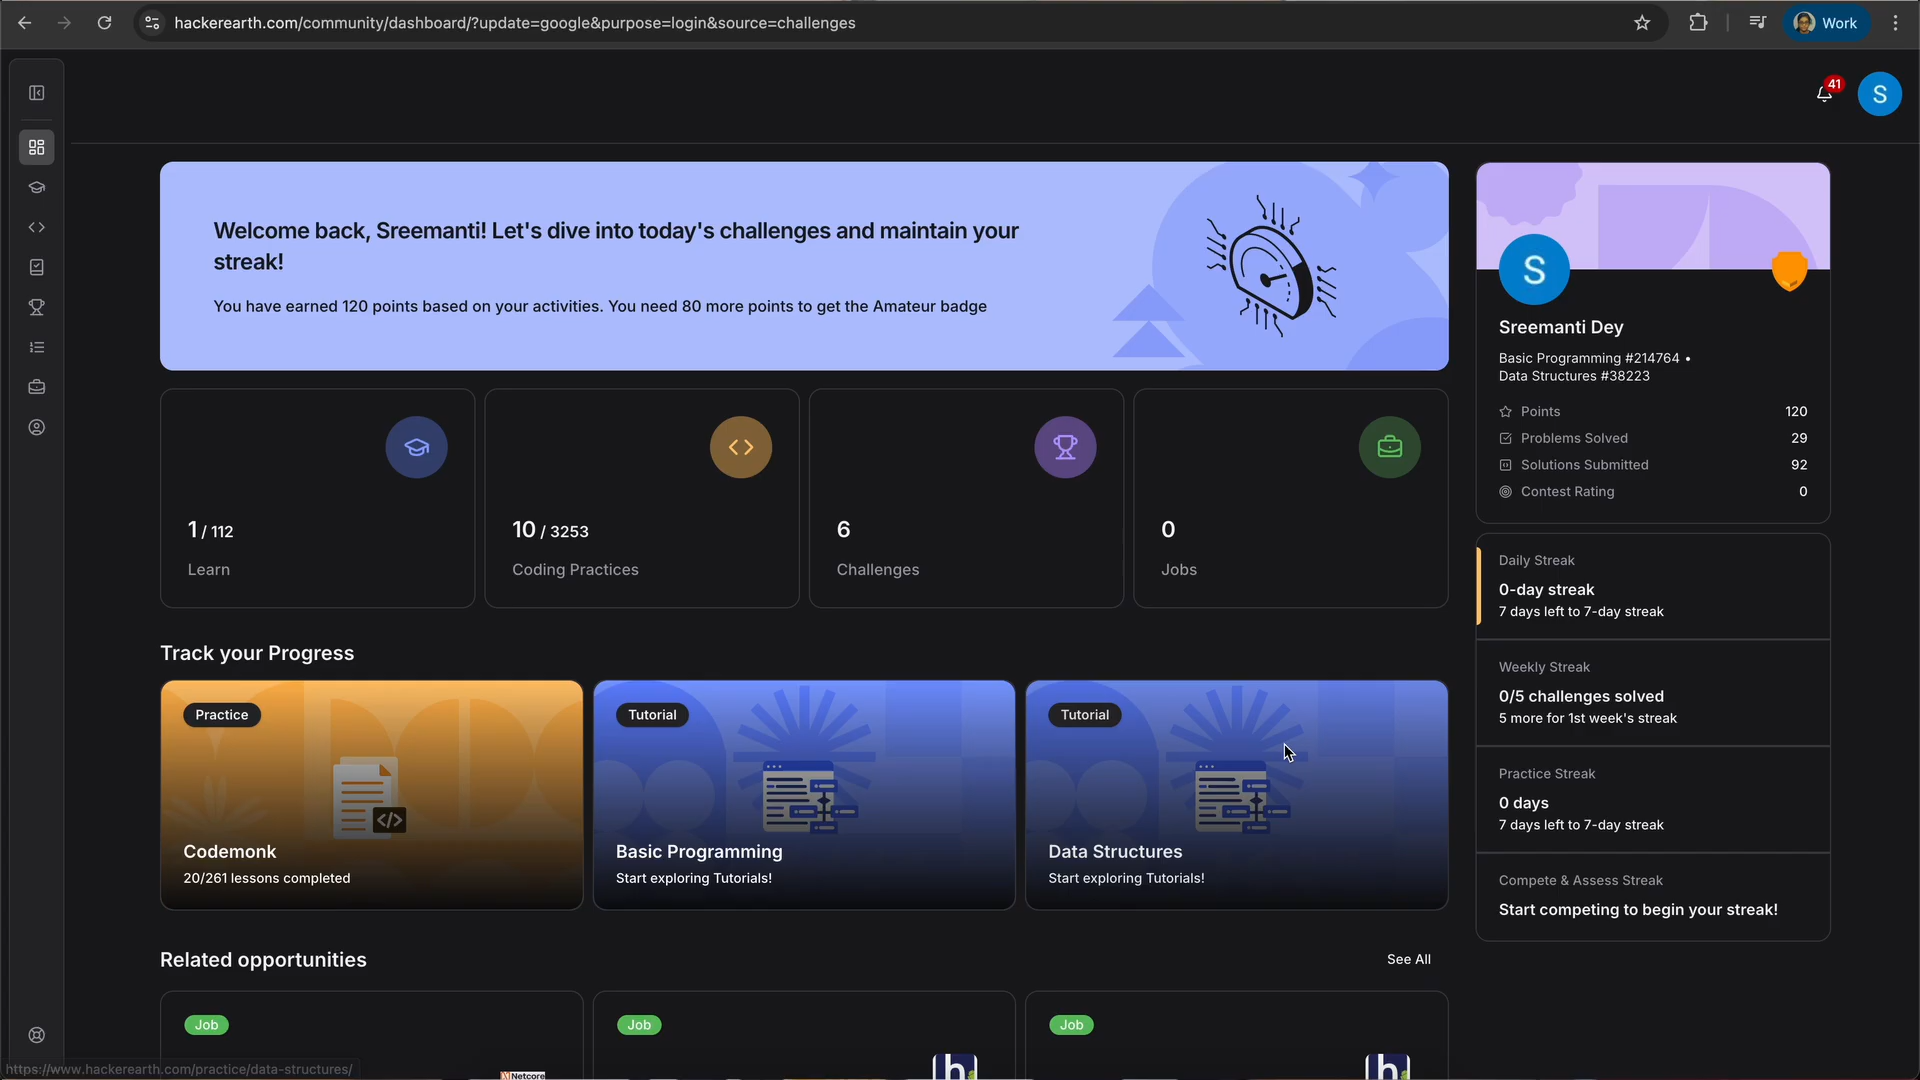 hackerearth.com/community/dashboard/?update=google&purpose=login&source=challenges
Work
41
S
Welcome back, Sreemanti! Let's dive into today's challenges and maintain your
streak!
You have earned 120 points based on your activities. You need 80 more points to get the Amateur badge
S
Sreemanti Dey
Basic Programming #214764 •
Data Structures #38223
Points 120
Problems Solved 29
Solutions Submitted 92
Contest Rating 0
1 / 112
Learn
10 / 3253
Coding Practices
6
Challenges
0
Jobs
Daily Streak
0-day streak
7 days left to 7-day streak
Weekly Streak
0/5 challenges solved
5 more for 1st week's streak
Practice Streak
0 days
7 days left to 7-day streak
Compete & Assess Streak
Start competing to begin your streak!
Track your Progress
Practice
Codemonk
20/261 lessons completed
Tutorial
Basic Programming
Start exploring Tutorials!
Tutorial
Data Structures
Start exploring Tutorials!
Related opportunities
See All
Job
Netcore
Job
h
Job
h
https://www.hackerearth.com/practice/data-structures/